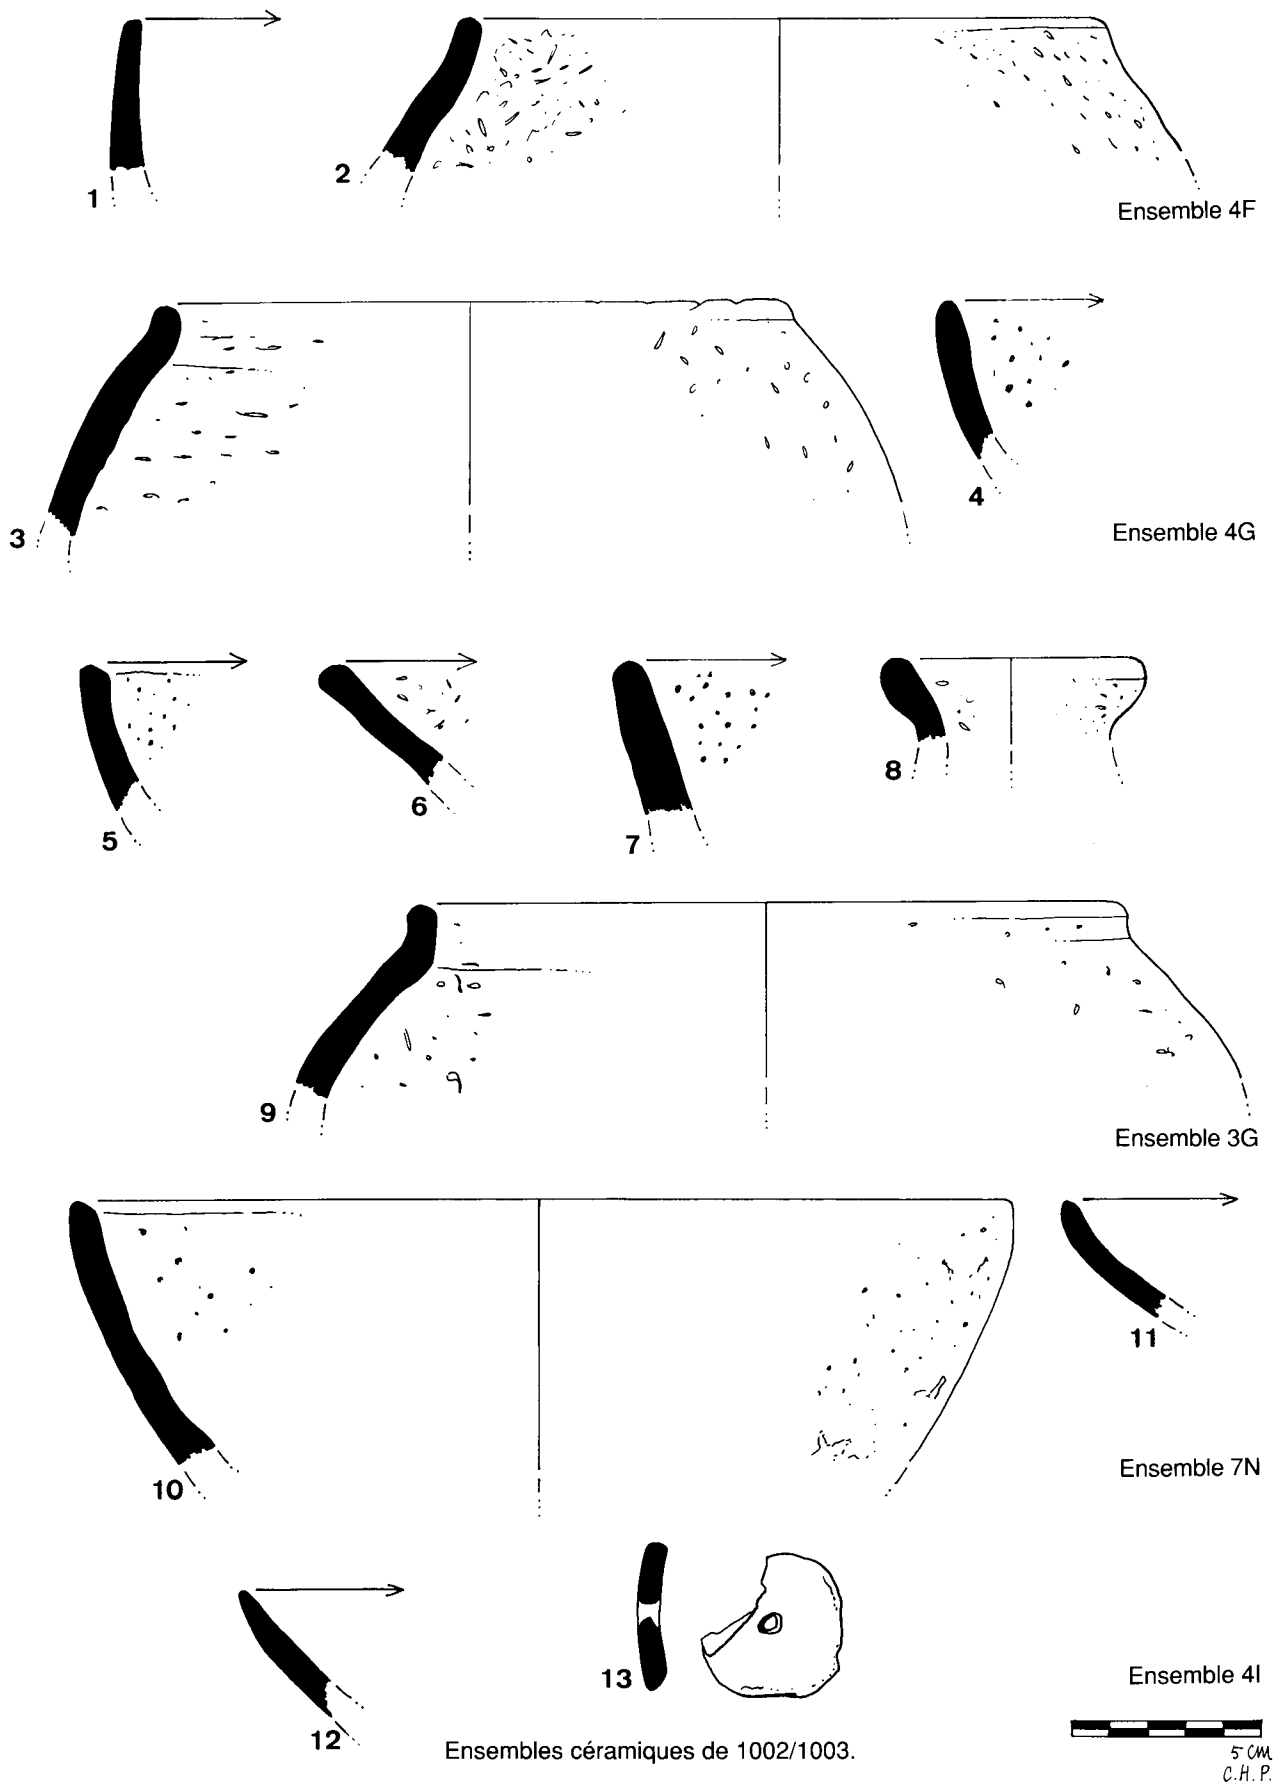 1
2
Ensemble 4F
3
4
Ensemble 4G
5
6
7
8
9
Ensemble 3G
10
11
Ensemble 7N
12
13
Ensemble 4I
Ensembles céramiques de 1002/1003.
5 CM
C.H.P.